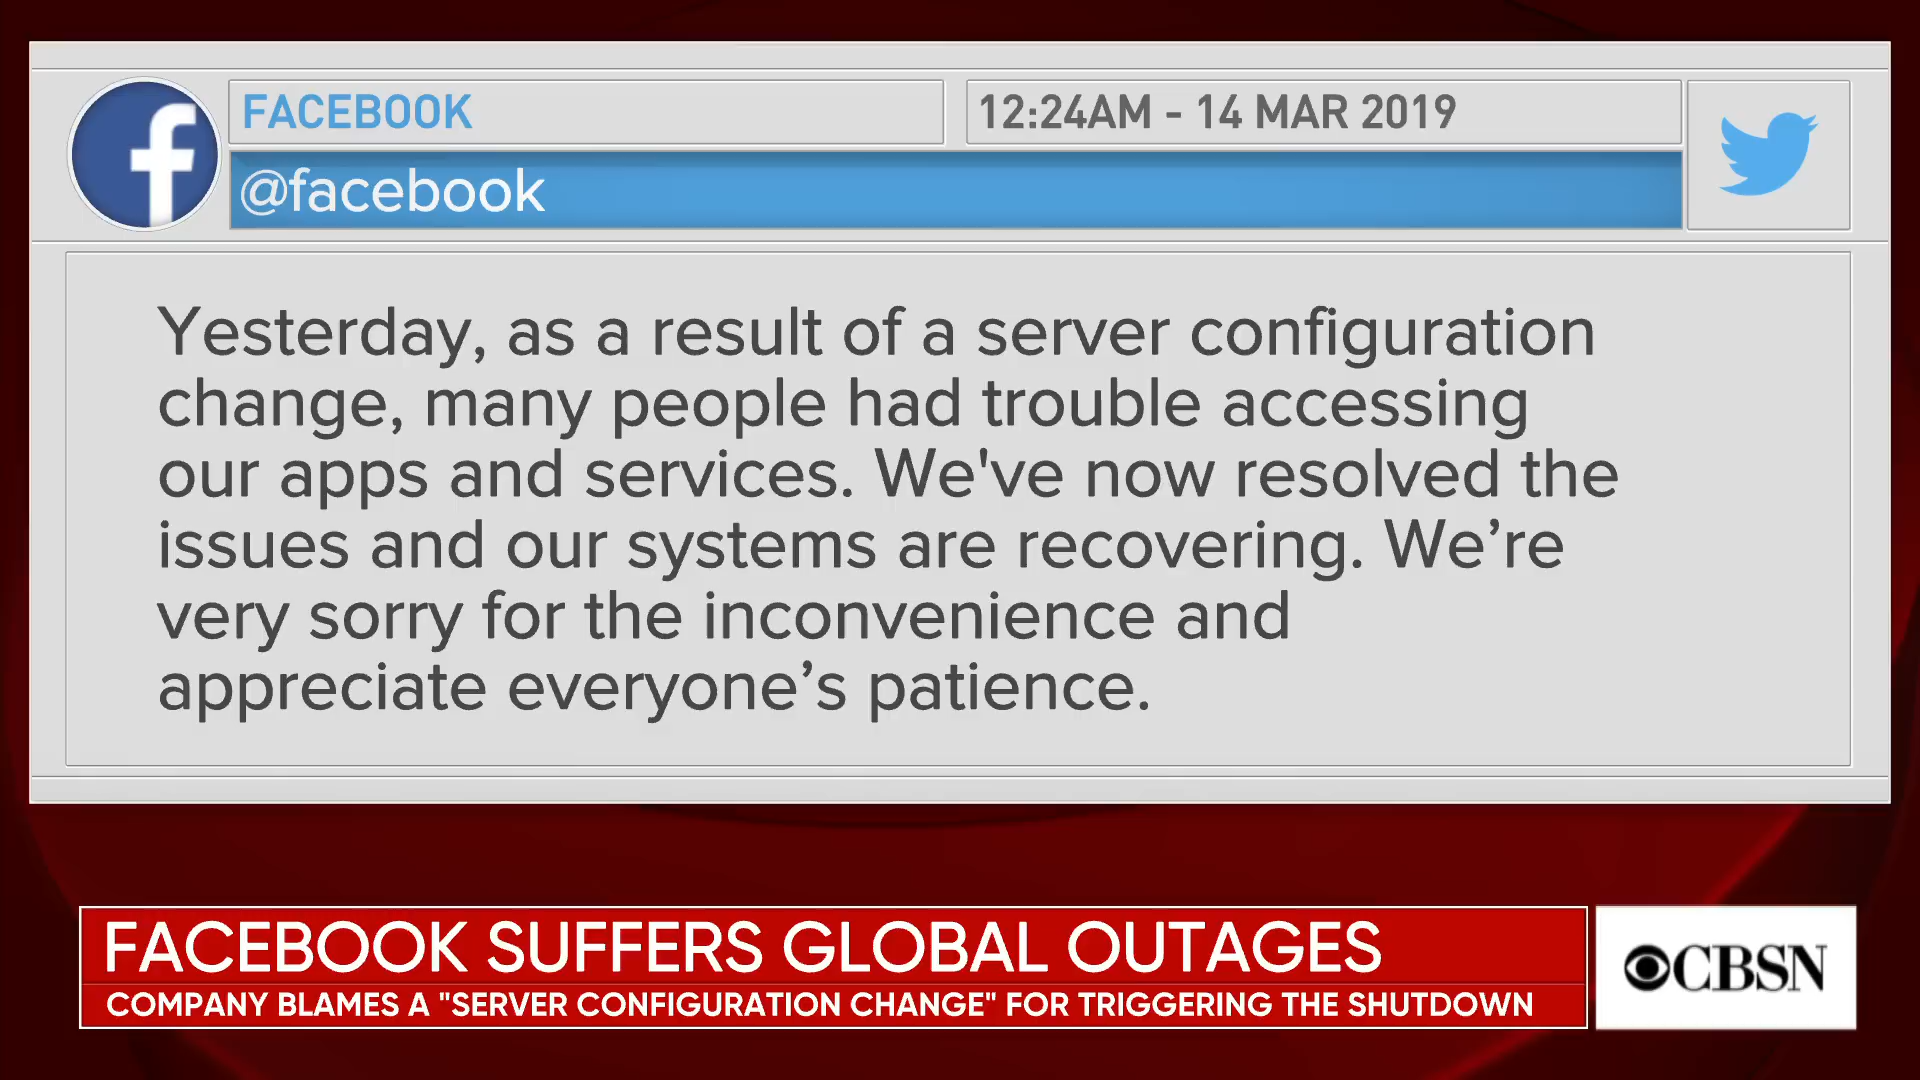 FACEBOOK
12:24AM - 14 MAR 2019
@facebook
Yesterday, as a result of a server configuration
change, many people had trouble accessing
our apps and services. We've now resolved the
issues and our systems are recovering. We’re
very sorry for the inconvenience and
appreciate everyone’s patience.
FACEBOOK SUFFERS GLOBAL OUTAGES
COMPANY BLAMES A "SERVER CONFIGURATION CHANGE" FOR TRIGGERING THE SHUTDOWN
CBSN